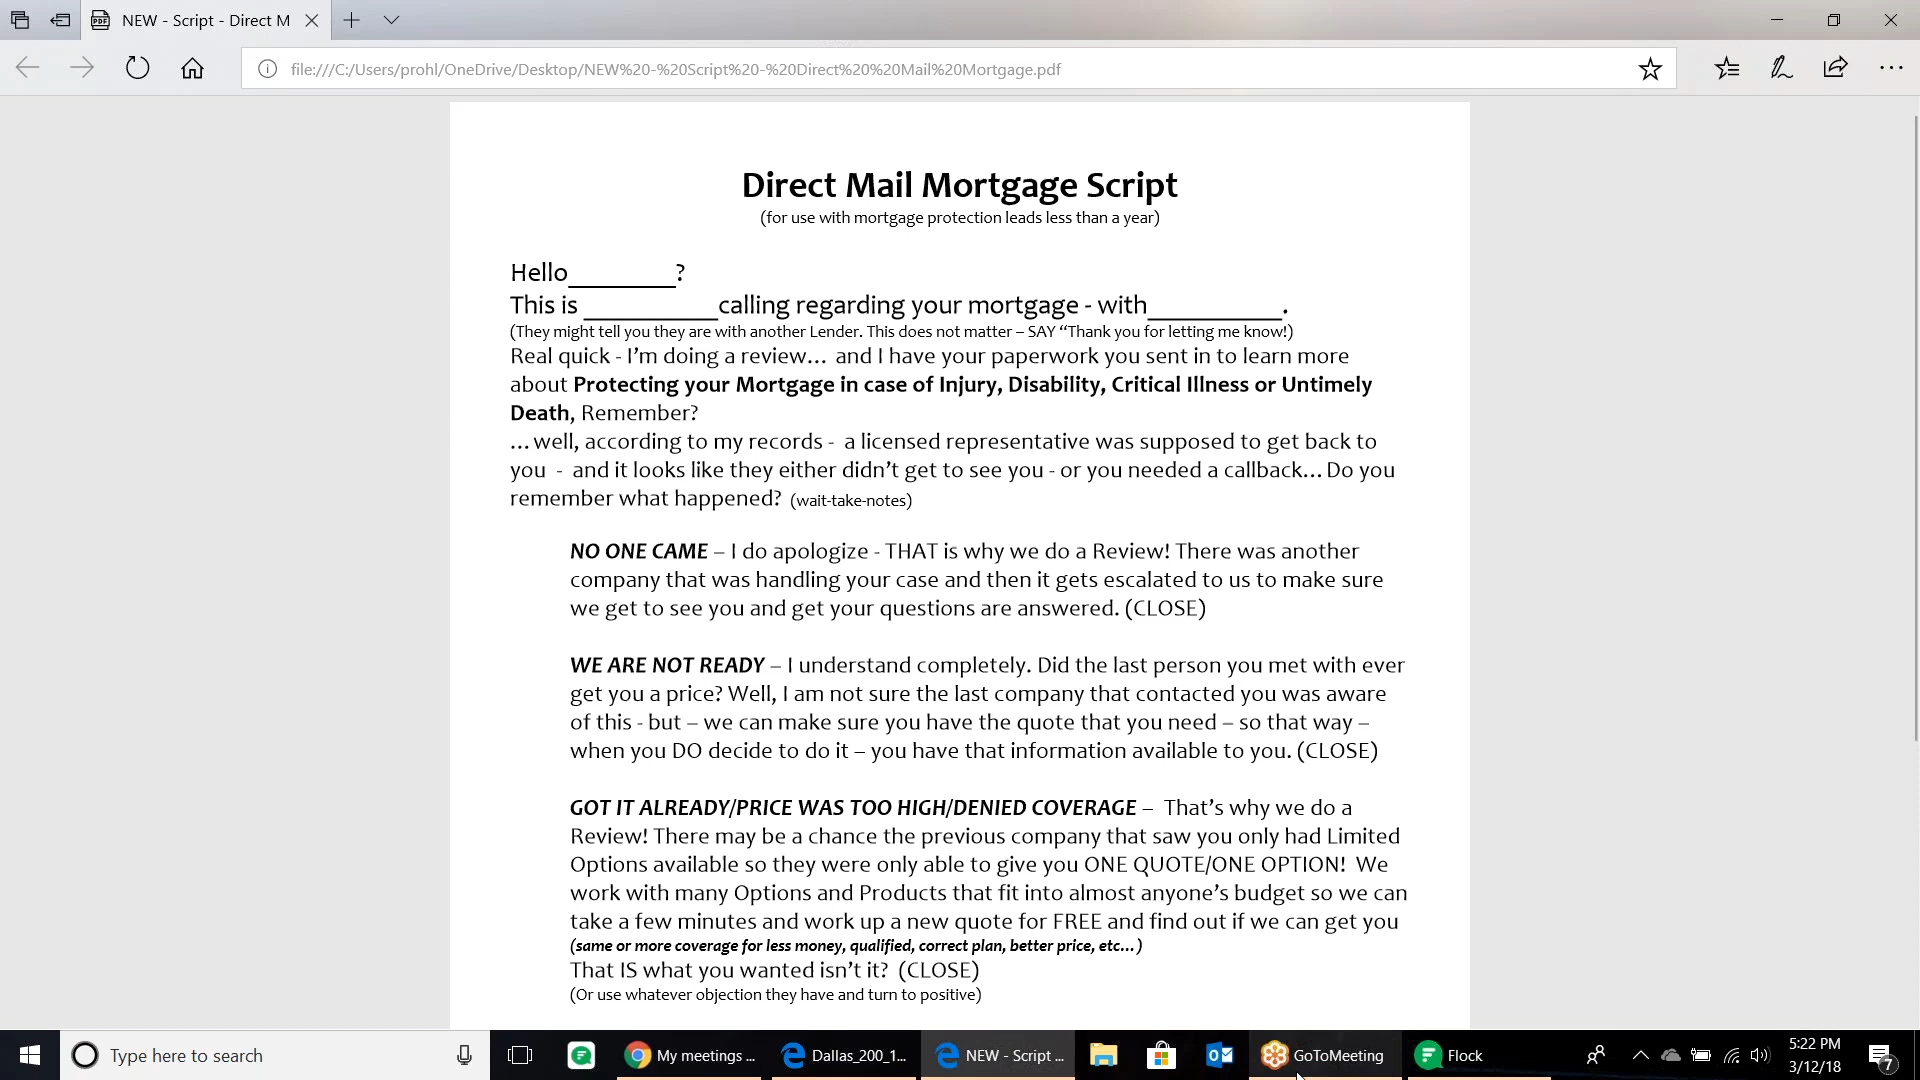 NEW - Script - Direct M
file:///C:/Users/prohl/OneDrive/Desktop/NEW%20-%20Script%20-%20Direct%20%20Mail%20Mortgage.pdf
Direct Mail Mortgage Script
(for use with mortgage protection leads less than a year)
Hello________?
This is __________calling regarding your mortgage - with__________.
(They might tell you they are with another Lender. This does not matter – SAY “Thank you for letting me know!)
Real quick - I’m doing a review… and I have your paperwork you sent in to learn more
about Protecting your Mortgage in case of Injury, Disability, Critical Illness or Untimely
Death, Remember?
…well, according to my records - a licensed representative was supposed to get back to
you - and it looks like they either didn’t get to see you - or you needed a callback… Do you
remember what happened? (wait-take-notes)
NO ONE CAME – I do apologize - THAT is why we do a Review! There was another
company that was handling your case and then it gets escalated to us to make sure
we get to see you and get your questions are answered. (CLOSE)
WE ARE NOT READY – I understand completely. Did the last person you met with ever
get you a price? Well, I am not sure the last company that contacted you was aware
of this - but – we can make sure you have the quote that you need – so that way –
when you DO decide to do it – you have that information available to you. (CLOSE)
GOT IT ALREADY/PRICE WAS TOO HIGH/DENIED COVERAGE – That’s why we do a
Review! There may be a chance the previous company that saw you only had Limited
Options available so they were only able to give you ONE QUOTE/ONE OPTION! We
work with many Options and Products that fit into almost anyone’s budget so we can
take a few minutes and work up a new quote for FREE and find out if we can get you
(same or more coverage for less money, qualified, correct plan, better price, etc…)
That IS what you wanted isn’t it? (CLOSE)
(Or use whatever objection they have and turn to positive)
Type here to search
My meetings ...
Dallas_200_1...
NEW - Script ...
GoToMeeting
Flock
5:22 PM
3/12/18
7